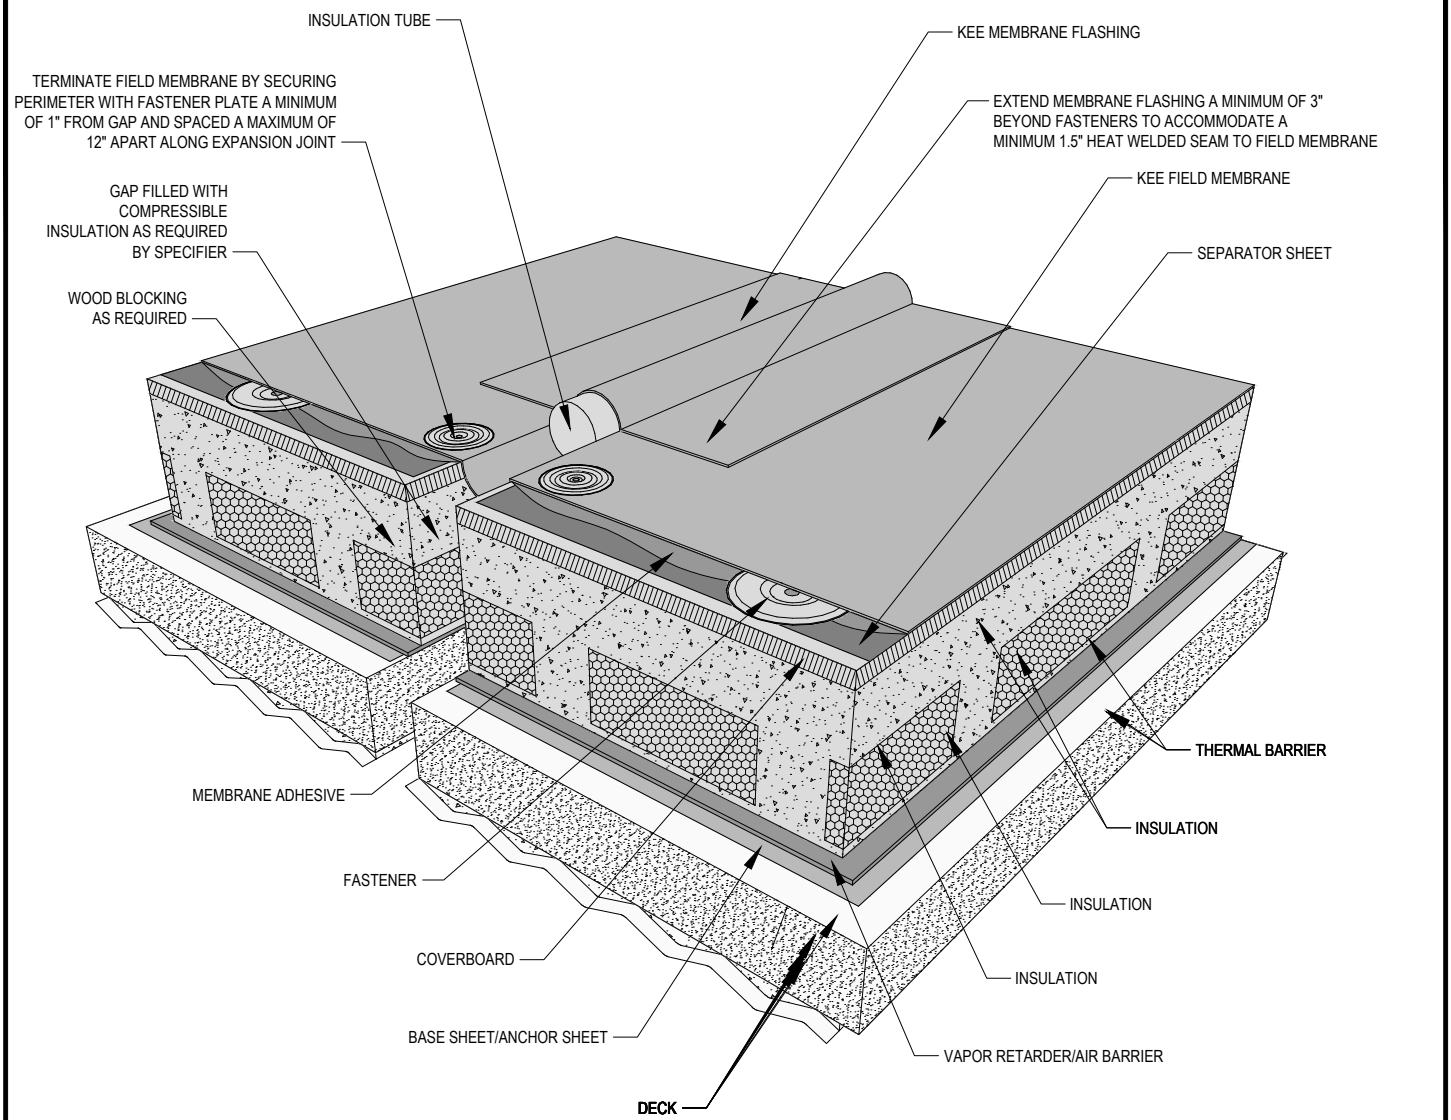 INSULATION TUBE
KEE MEMBRANE FLASHING
TERMINATE FIELD MEMBRANE BY SECURING
PERIMETER WITH FASTENER PLATE A MINIMUM
OF 1" FROM GAP AND SPACED A MAXIMUM OF
12" APART ALONG EXPANSION JOINT
EXTEND MEMBRANE FLASHING A MINIMUM OF 3"
BEYOND FASTENERS TO ACCOMMODATE A
MINIMUM 1.5" HEAT WELDED SEAM TO FIELD MEMBRANE
KEE FIELD MEMBRANE
GAP FILLED WITH
COMPRESSIBLE
INSULATION AS REQUIRED
BY SPECIFIER
SEPARATOR SHEET
WOOD BLOCKING
AS REQUIRED
THERMAL BARRIER
MEMBRANE ADHESIVE
INSULATION
FASTENER
INSULATION
COVERBOARD
INSULATION
BASE SHEET/ANCHOR SHEET
VAPOR RETARDER/AIR BARRIER
DECK